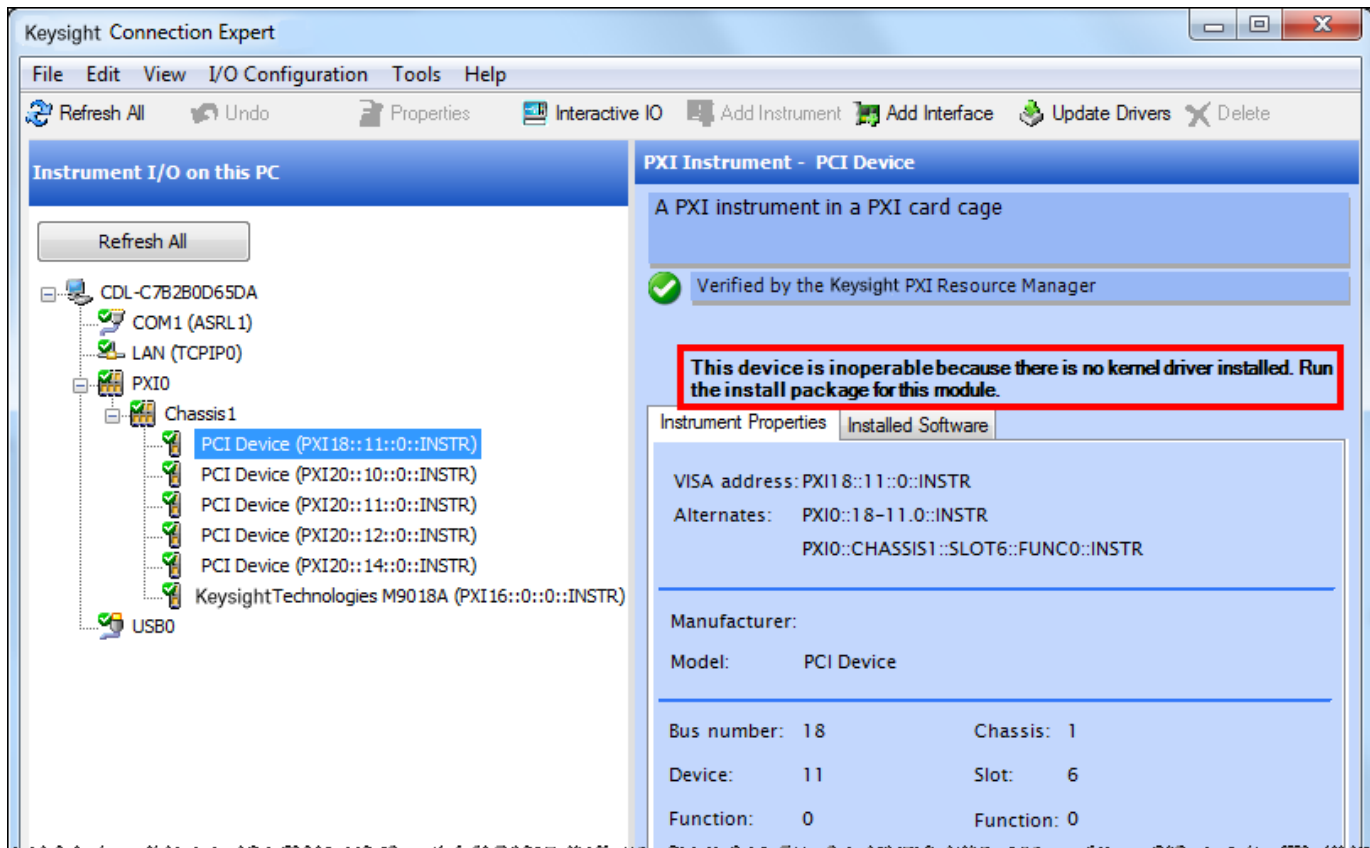 Keysight Connection Expert
File Edit View I/O Configuration Tools Help
Refresh All Undo Properties Interactive IO Add Instrument Add Interface Update Drivers Delete
Instrument I/O on this PC
Refresh All
CDL-C7B2B0D65DA
COM1 (ASRL1)
LAN (TCPIP0)
PXI0
Chassis1
PCI Device (PXI18::11::0::INSTR)
PCI Device (PXI20::10::0::INSTR)
PCI Device (PXI20::11::0::INSTR)
PCI Device (PXI20::12::0::INSTR)
PCI Device (PXI20::14::0::INSTR)
Keysight Technologies M9018A (PXI16::0::0::INSTR)
USB0
PXI Instrument - PCI Device
A PXI instrument in a PXI card cage
Verified by the Keysight PXI Resource Manager
This device is inoperable because there is no kernel driver installed. Run
the install package for this module.
Instrument Properties Installed Software
VISA address: PXI18::11::0::INSTR
Alternates: PXI0::18-11.0::INSTR
PXI0::CHASSIS1::SLOT6::FUNC0::INSTR
Manufacturer:
Model: PCI Device
Bus number: 18 Chassis: 1
Device: 11 Slot: 6
Function: 0 Function: 0